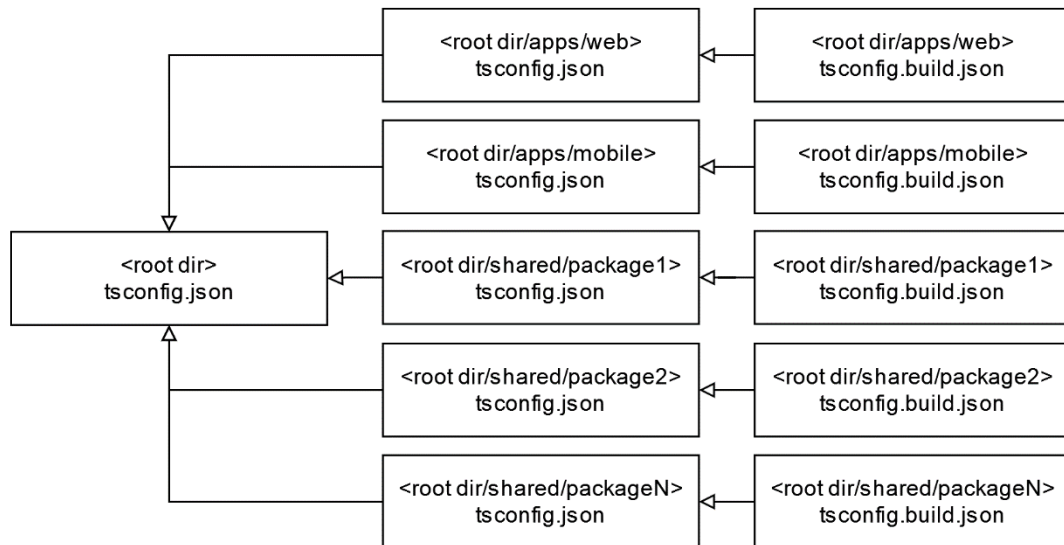 <root dir/apps/web>
tsconfig.json
<root dir/apps/web>
tsconfig.build.json
<root dir/apps/mobile>
tsconfig.json
<root dir/apps/mobile>
tsconfig.build.json
<root dir>
tsconfig.json
<root dir/shared/package1>
tsconfig.json
<root dir/shared/package1>
tsconfig.build.json
<root dir/shared/package2>
tsconfig.json
<root dir/shared/package2>
tsconfig.build.json
<root dir/shared/packageN>
tsconfig.json
<root dir/shared/packageN>
tsconfig.build.json